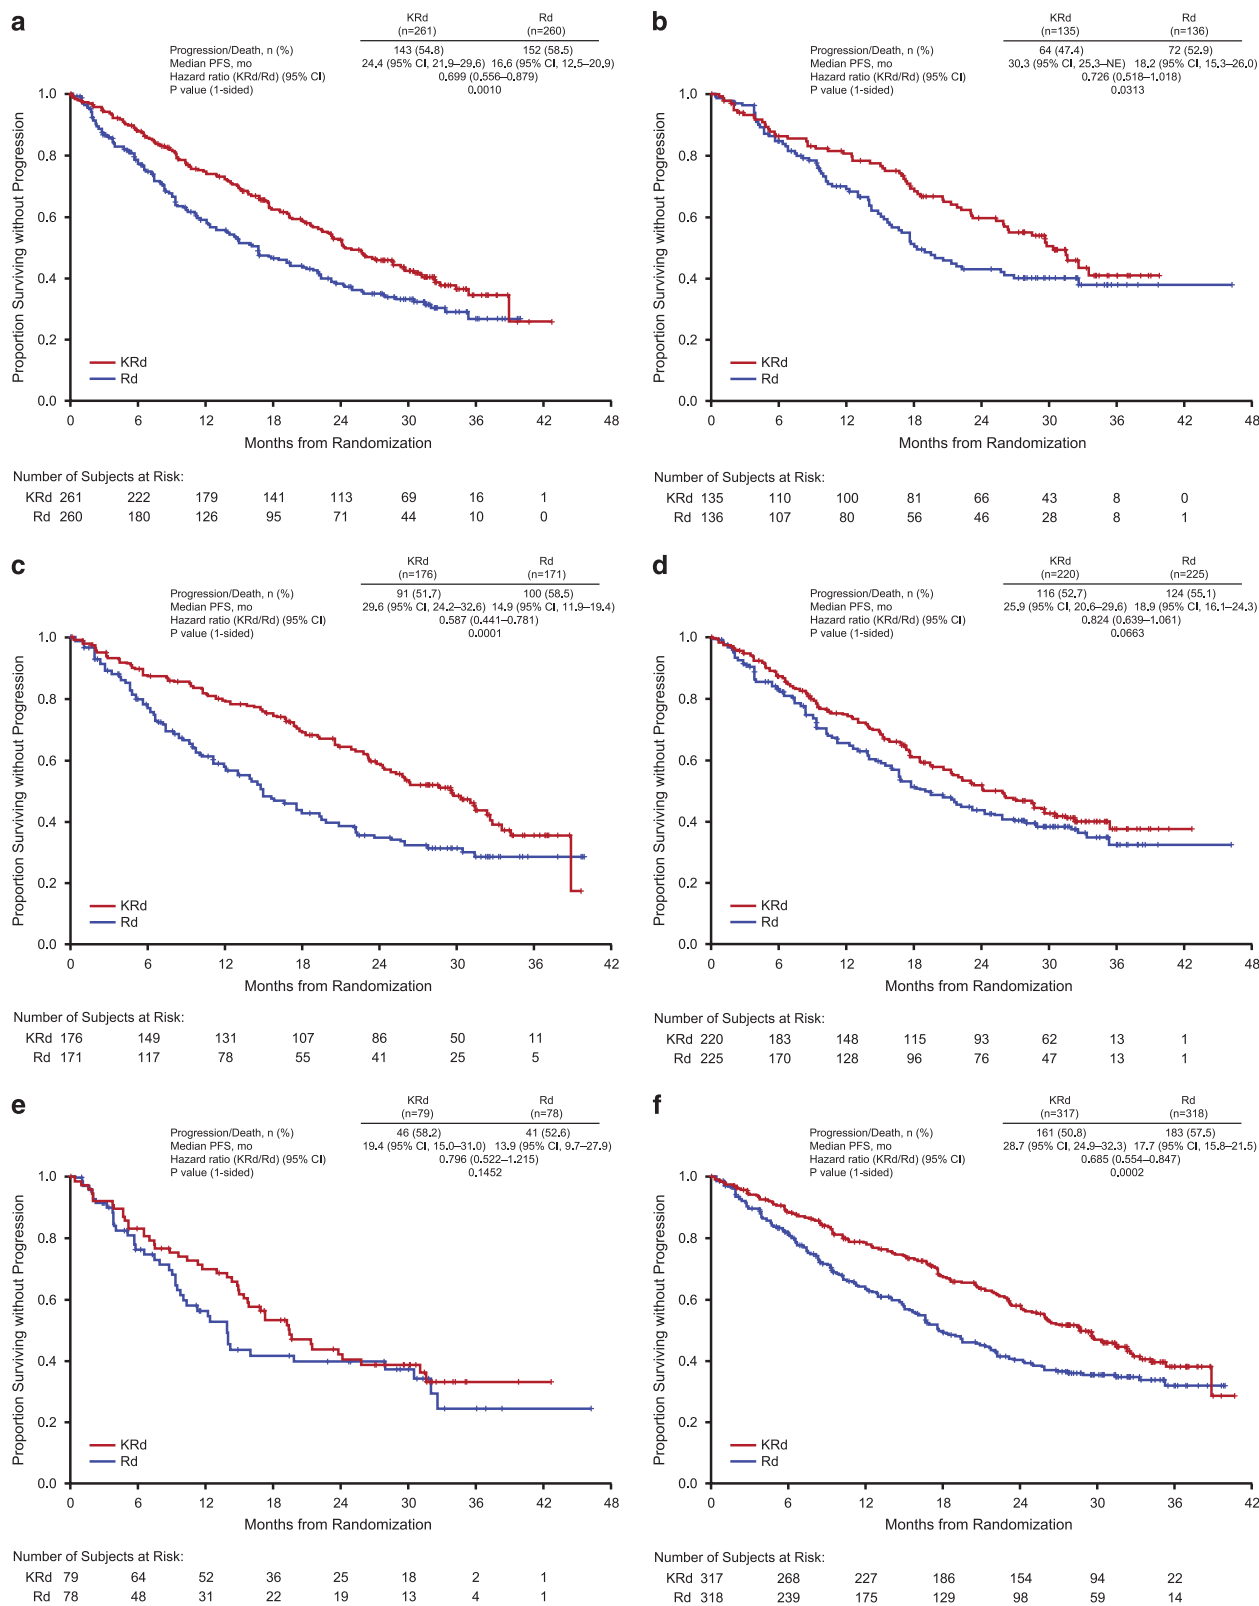 a
KRd Rd
(n=261) (n=260)
Progression/Death, n (%) 143 (54.8) 152 (58.5)
Median PFS, mo 24.4 (95% CI, 21.9–29.6) 16.6 (95% CI, 12.5–20.9)
Hazard ratio (KRd/Rd) (95% CI) 0.699 (0.556–0.879)
P value (1-sided) 0.0010
Proportion Surviving without Progression
1.0
0.8
0.6
0.4
0.2
0.0
KRd
Rd
0 6 12 18 24 30 36 42 48
Months from Randomization
Number of Subjects at Risk:
KRd 261 222 179 141 113 69 16 1
Rd 260 180 126 95 71 44 10 0
b
KRd Rd
(n=135) (n=136)
Progression/Death, n (%) 64 (47.4) 72 (52.9)
Median PFS, mo 30.3 (95% CI, 25.3–NE) 18.2 (95% CI, 15.3–26.0)
Hazard ratio (KRd/Rd) (95% CI) 0.726 (0.518–1.018)
P value (1-sided) 0.0313
Proportion Surviving without Progression
1.0
0.8
0.6
0.4
0.2
0.0
KRd
Rd
0 6 12 18 24 30 36 42 48
Months from Randomization
Number of Subjects at Risk:
KRd 135 110 100 81 66 43 8 0
Rd 136 107 80 56 46 28 8 1
c
KRd Rd
(n=176) (n=171)
Progression/Death, n (%) 91 (51.7) 100 (58.5)
Median PFS, mo 29.6 (95% CI, 24.2–32.6) 14.9 (95% CI, 11.9–19.4)
Hazard ratio (KRd/Rd) (95% CI) 0.587 (0.441–0.781)
P value (1-sided) 0.0001
Proportion Surviving without Progression
1.0
0.8
0.6
0.4
0.2
0.0
KRd
Rd
0 6 12 18 24 30 36 42
Months from Randomization
Number of Subjects at Risk:
KRd 176 149 131 107 86 50 11
Rd 171 117 78 55 41 25 5
d
KRd Rd
(n=220) (n=225)
Progression/Death, n (%) 116 (52.7) 124 (55.1)
Median PFS, mo 25.9 (95% CI, 20.6–29.6) 18.9 (95% CI, 16.1–24.3)
Hazard ratio (KRd/Rd) (95% CI) 0.824 (0.639–1.061)
P value (1-sided) 0.0663
Proportion Surviving without Progression
1.0
0.8
0.6
0.4
0.2
0.0
KRd
Rd
0 6 12 18 24 30 36 42 48
Months from Randomization
Number of Subjects at Risk:
KRd 220 183 148 115 93 62 13 1
Rd 225 170 128 96 76 47 13 1
e
KRd Rd
(n=79) (n=78)
Progression/Death, n (%) 46 (58.2) 41 (52.6)
Median PFS, mo 19.4 (95% CI, 15.0–31.0) 13.9 (95% CI, 9.7–27.9)
Hazard ratio (KRd/Rd) (95% CI) 0.796 (0.522–1.215)
P value (1-sided) 0.1452
Proportion Surviving without Progression
1.0
0.8
0.6
0.4
0.2
0.0
KRd
Rd
0 6 12 18 24 30 36 42 48
Months from Randomization
Number of Subjects at Risk:
KRd 79 64 52 36 25 18 2 1
Rd 78 48 31 22 19 13 4 1
f
KRd Rd
(n=317) (n=318)
Progression/Death, n (%) 161 (50.8) 183 (57.5)
Median PFS, mo 28.7 (95% CI, 24.9–32.3) 17.7 (95% CI, 15.8–21.5)
Hazard ratio (KRd/Rd) (95% CI) 0.685 (0.554–0.847)
P value (1-sided) 0.0002
Proportion Surviving without Progression
1.0
0.8
0.6
0.4
0.2
0.0
KRd
Rd
0 6 12 18 24 30 36 42
Months from Randomization
Number of Subjects at Risk:
KRd 317 268 227 186 154 94 22
Rd 318 239 175 129 98 59 14